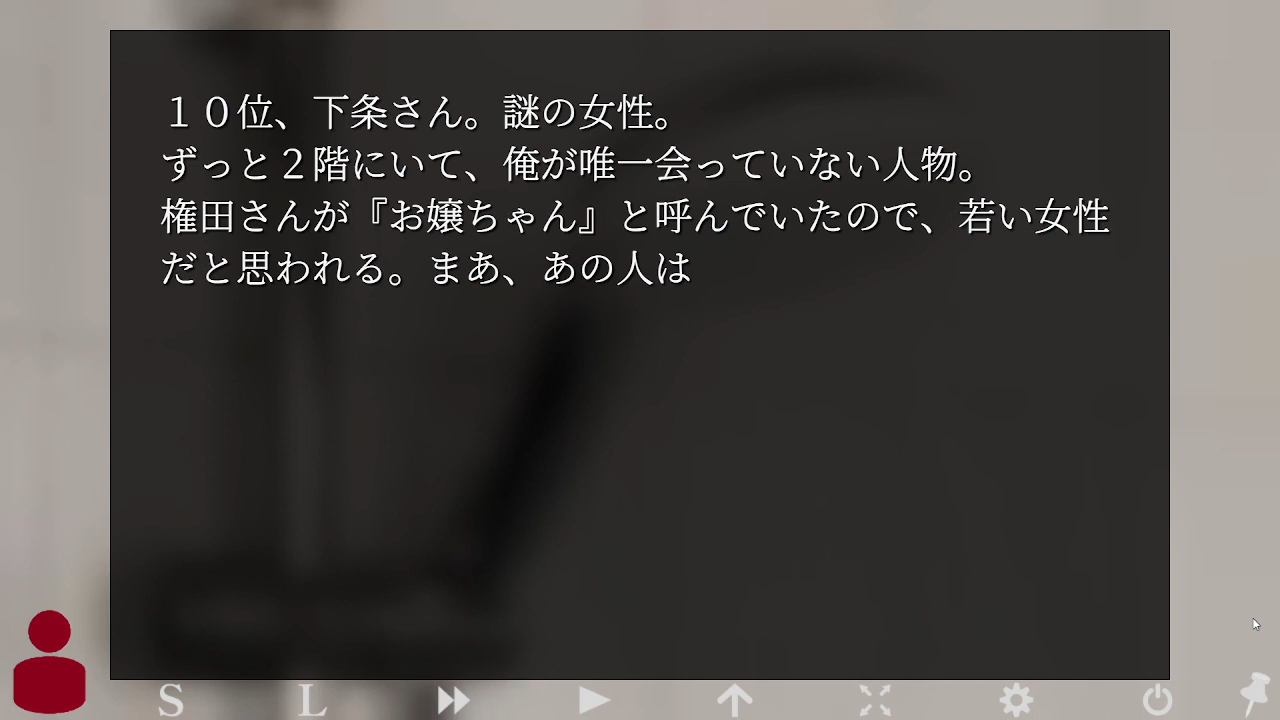 １０位、下条さん。謎の女性。
ずっと２階にいて、俺が唯一会っていない人物。
権田さんが『お嬢ちゃん』と呼んでいたので、若い女性
だと思われる。まあ、あの人は
S L